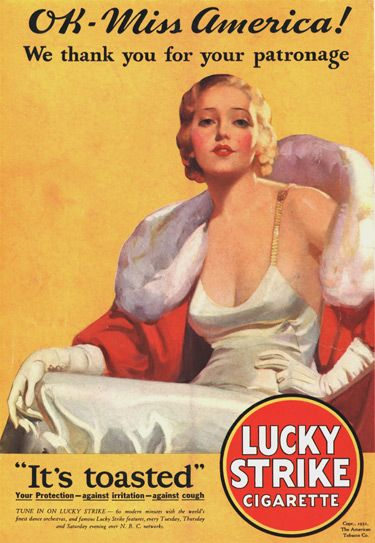 OK-Miss America!
We thank you for your patronage
LUCKY
STRIKE
CIGARETTE
"It's toasted"
Your Protection—against irritation—against cough
TUNE IN ON LUCKY STRIKE — 60 modern minutes with the world's
finest dance orchestras, and famous Lucky Strike features, every Tuesday, Thursday
and Saturday evening over N. B. C. networks.
Copr., 1932,
The American
Tobacco Co.